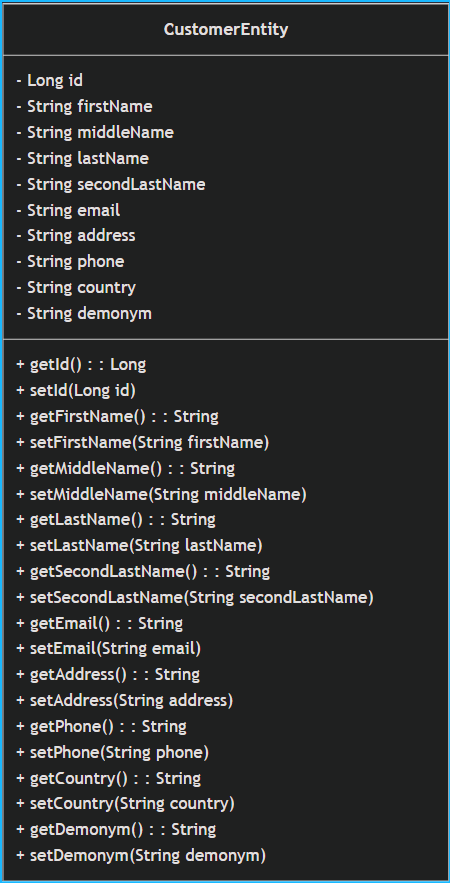 CustomerEntity
- Long id
- String firstName
- String middleName
- String lastName
- String secondLastName
- String email
- String address
- String phone
- String country
- String demonym
+ getId() : : Long
+ setId(Long id)
+ getFirstName() : : String
+ setFirstName(String firstName)
+ getMiddleName() : : String
+ setMiddleName(String middleName)
+ getLastName() : : String
+ setLastName(String lastName)
+ getSecondLastName() : : String
+ setSecondLastName(String secondLastName)
+ getEmail() : : String
+ setEmail(String email)
+ getAddress() : : String
+ setAddress(String address)
+ getPhone() : : String
+ setPhone(String phone)
+ getCountry() : : String
+ setCountry(String country)
+ getDemonym() : : String
+ setDemonym(String demonym)